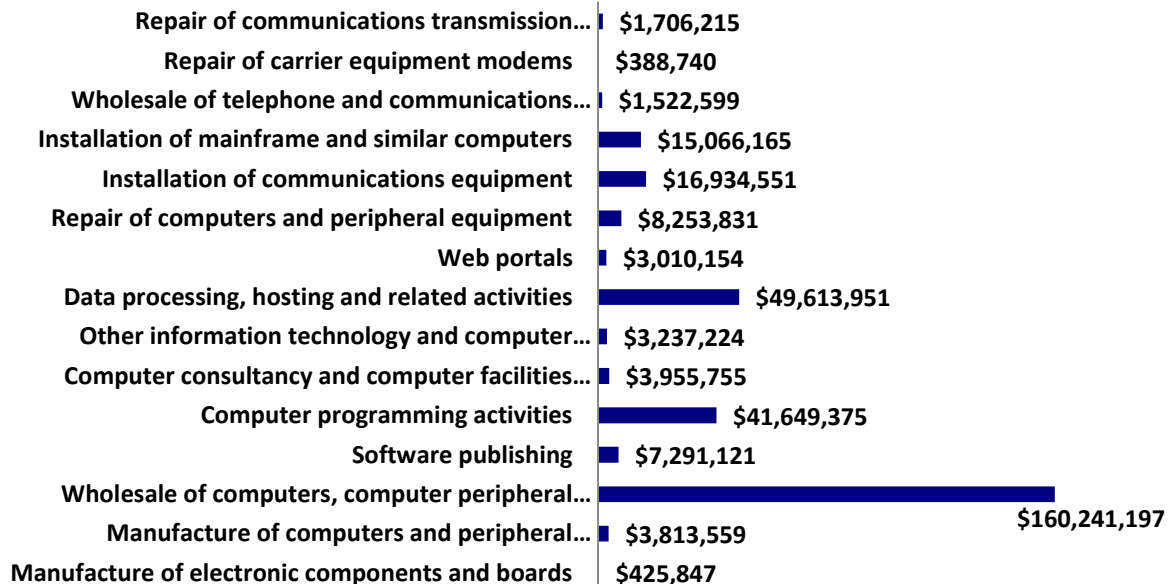 Repair of communications transmission… $1,706,215
Repair of carrier equipment modems $388,740
Wholesale of telephone and communications… $1,522,599
Installation of mainframe and similar computers $15,066,165
Installation of communications equipment $16,934,551
Repair of computers and peripheral equipment $8,253,831
Web portals $3,010,154
Data processing, hosting and related activities $49,613,951
Other information technology and computer… $3,237,224
Computer consultancy and computer facilities… $3,955,755
Computer programming activities $41,649,375
Software publishing $7,291,121
Wholesale of computers, computer peripheral… $160,241,197
Manufacture of computers and peripheral… $3,813,559
Manufacture of electronic components and boards $425,847